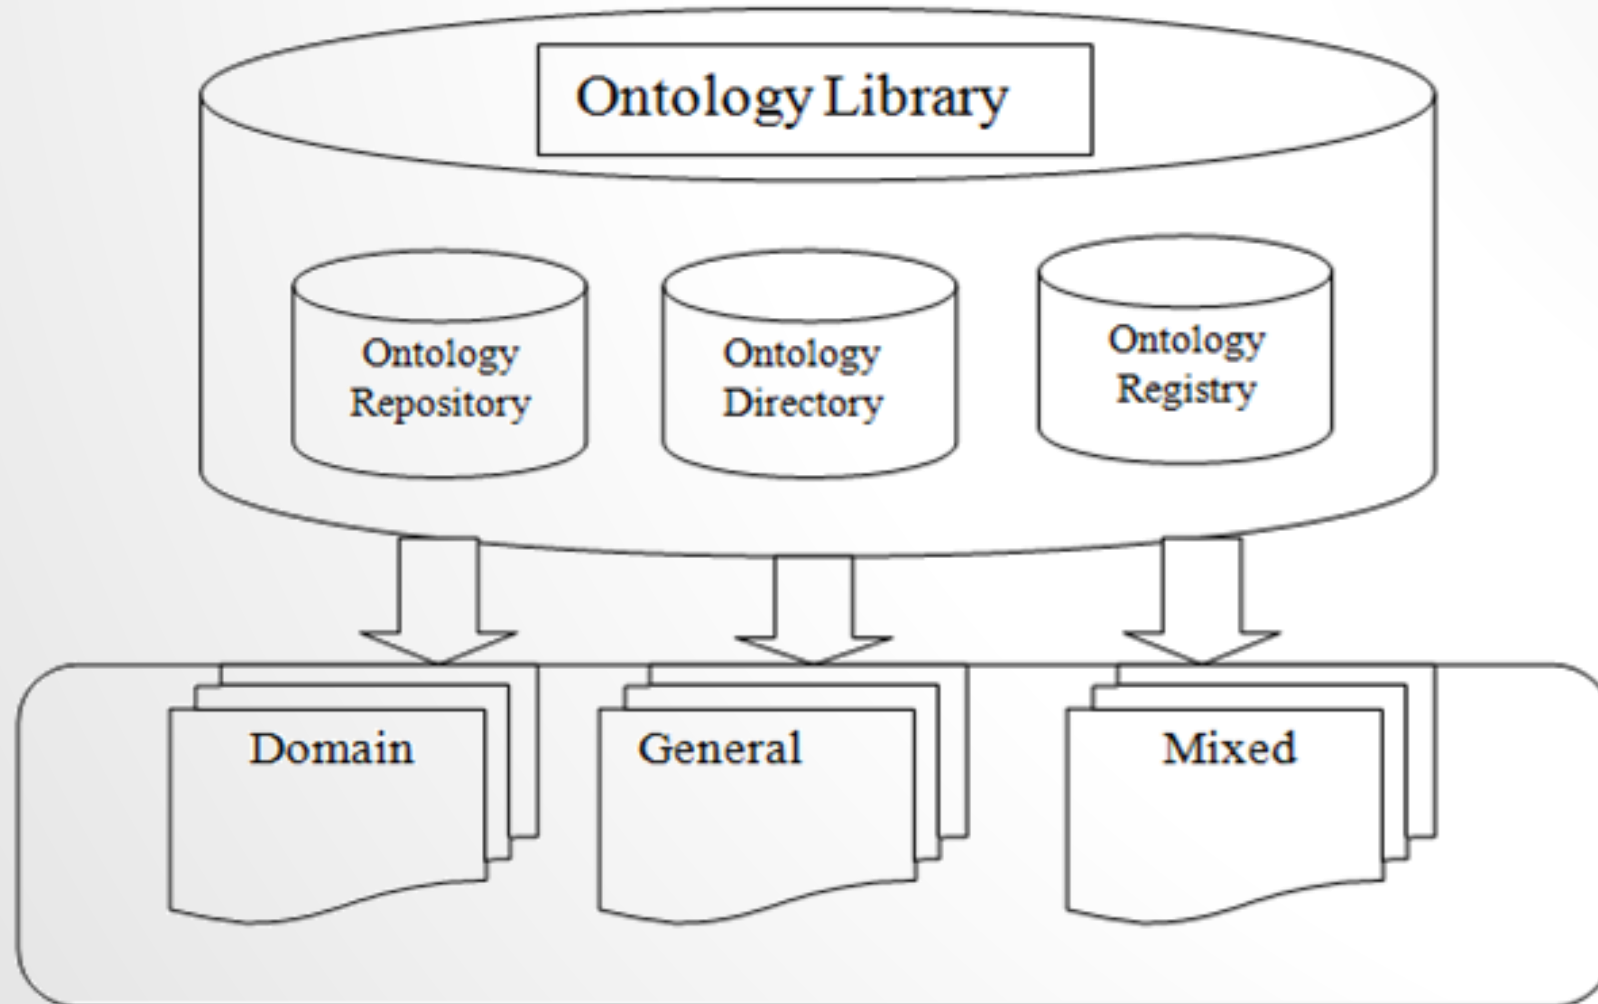 Ontology Library
Ontology
Repository
Ontology
Directory
Ontology
Registry
Domain
General
Mixed